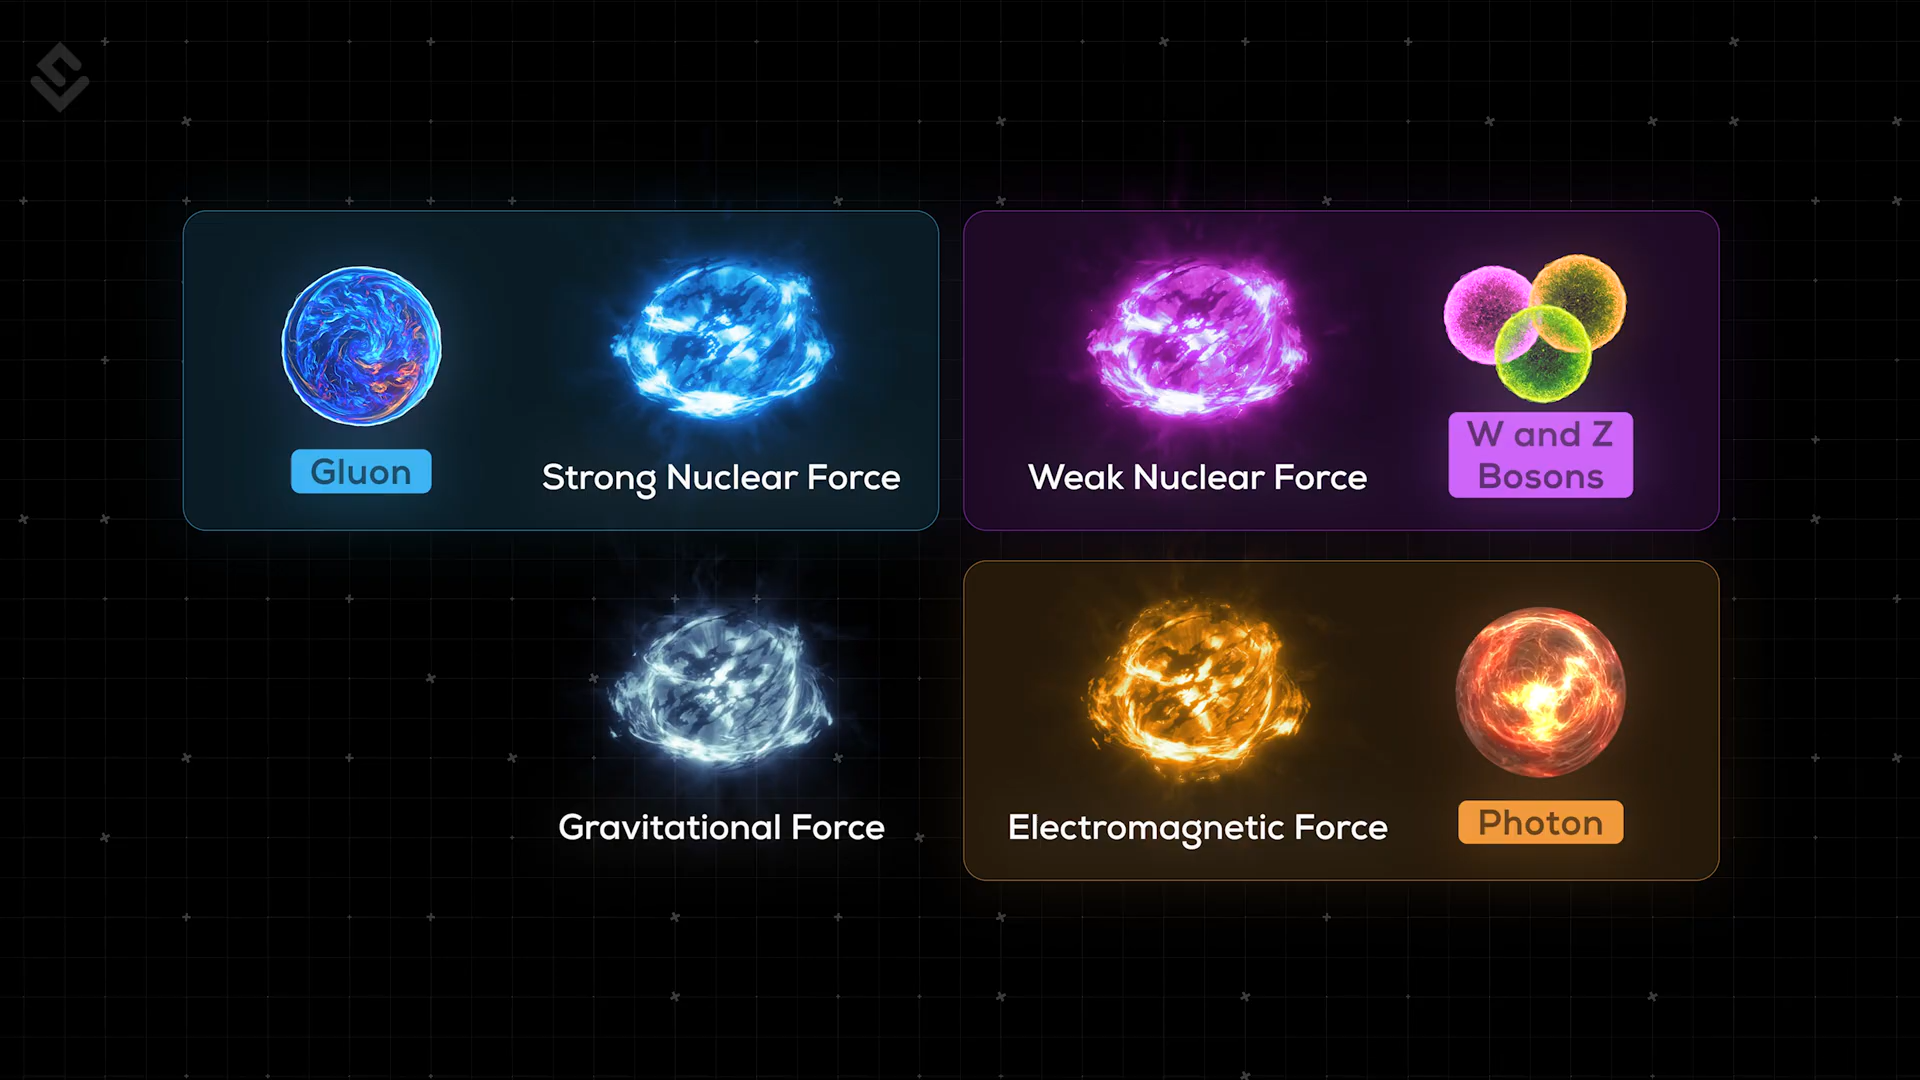 Gluon
Strong Nuclear Force
Weak Nuclear Force
W and Z
Bosons
Gravitational Force
Electromagnetic Force
Photon